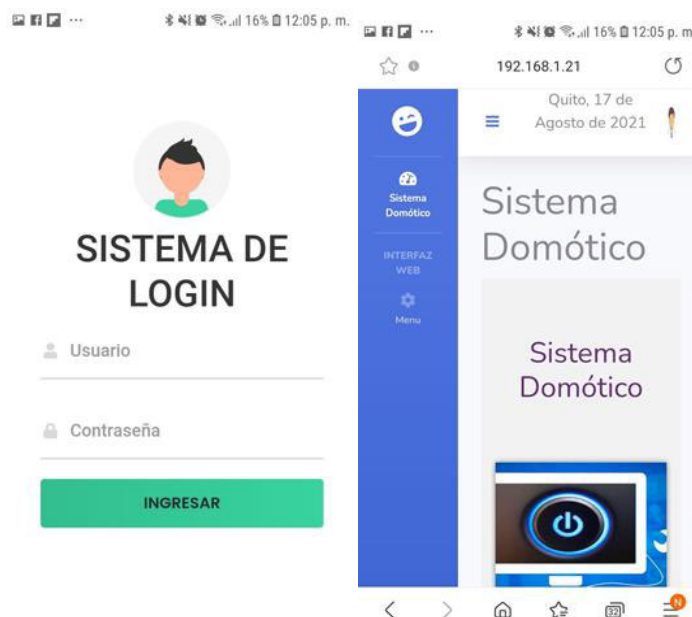 16% 12:05 p. m.
SISTEMA DE
LOGIN
Usuario
Contraseña
INGRESAR
16% 12:05 p. m
192.168.1.21
Quito, 17 de
Agosto de 2021
Sistema
Domótico
INTERFAZ
WEB
Menu
Sistema
Domótico
Sistema
Domótico
32
N